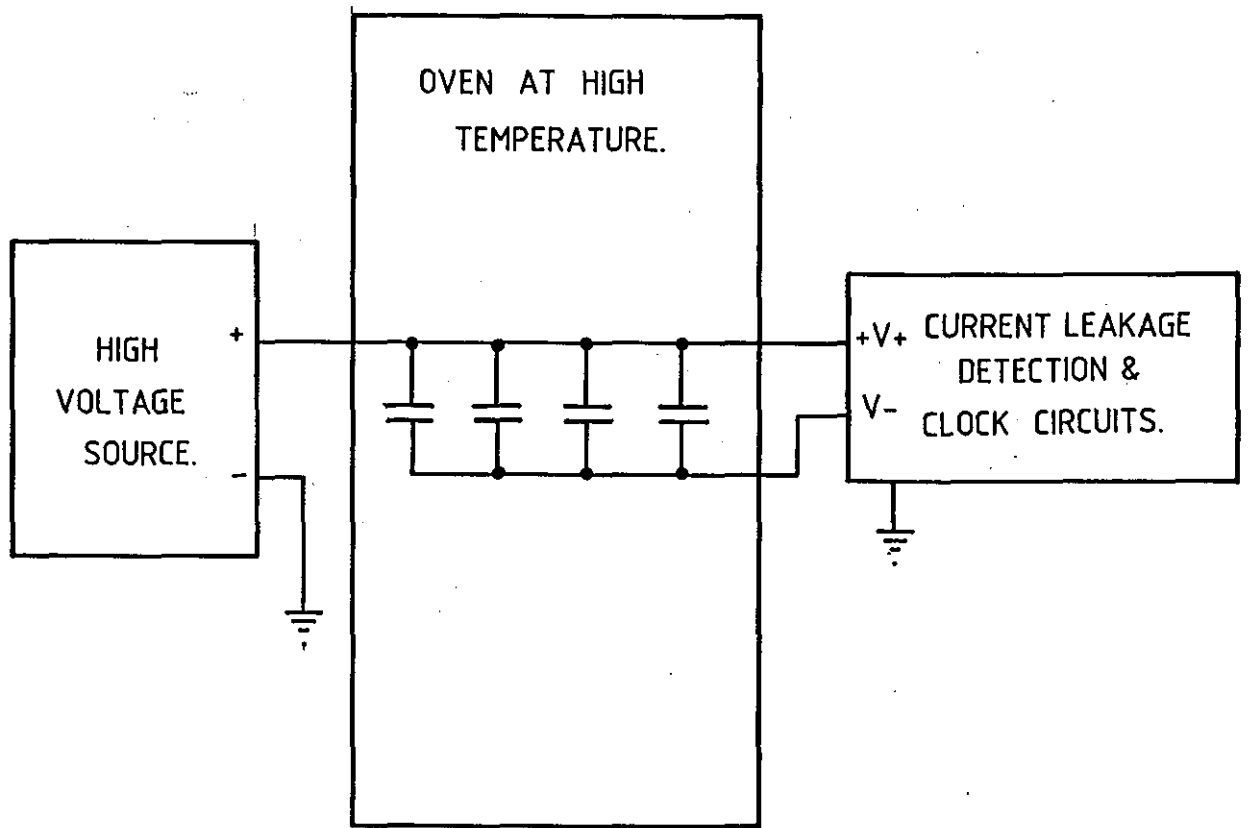 OVEN AT HIGH
TEMPERATURE.
HIGH
VOLTAGE
SOURCE.
+
-
+V+
V-
CURRENT LEAKAGE
DETECTION &
CLOCK CIRCUITS.